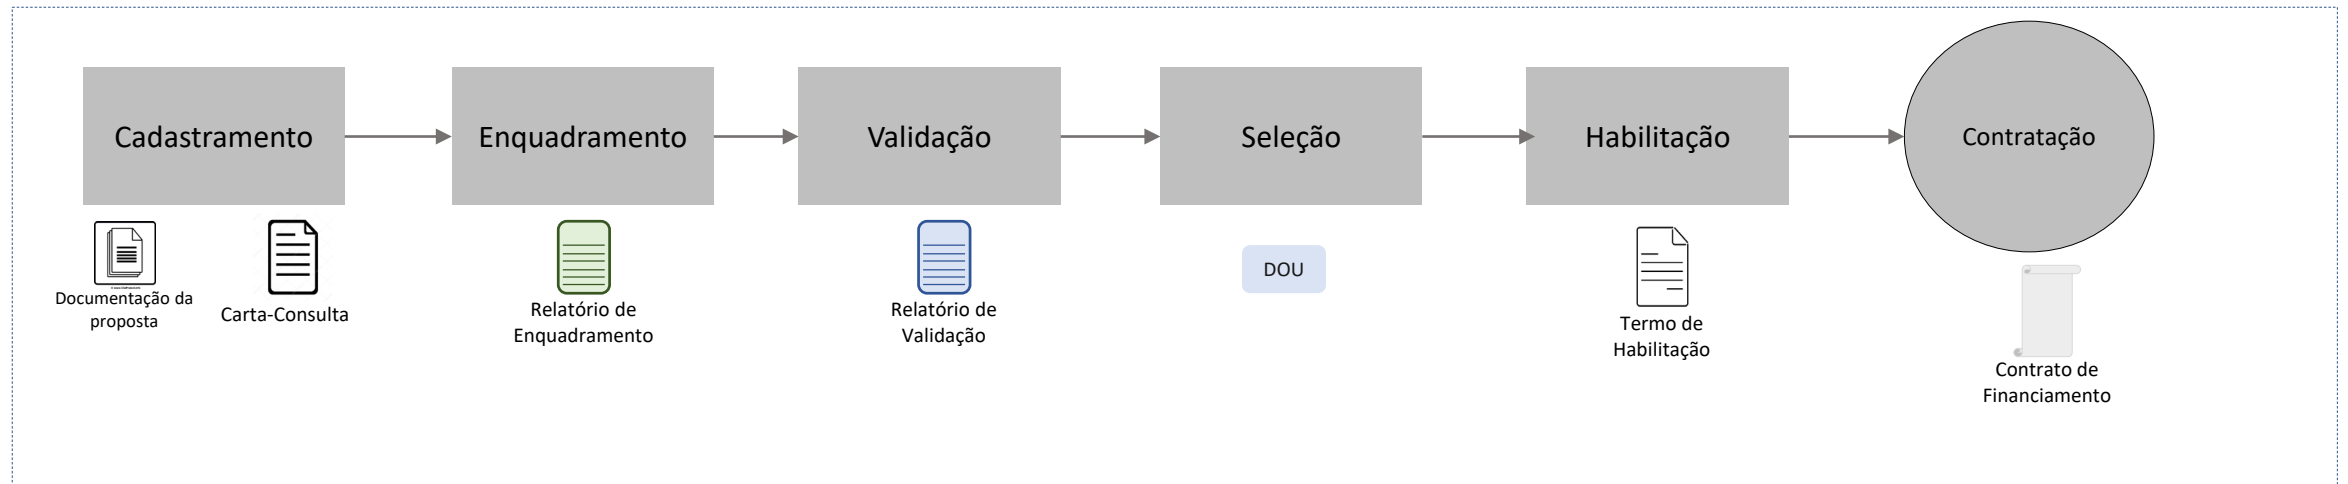 Cadastramento
Enquadramento
Validação
Seleção
Habilitação
Contratação
Documentação da
proposta
Carta-Consulta
Relatório de
Enquadramento
Relatório de
Validação
DOU
Termo de
Habilitação
Contrato de
Financiamento